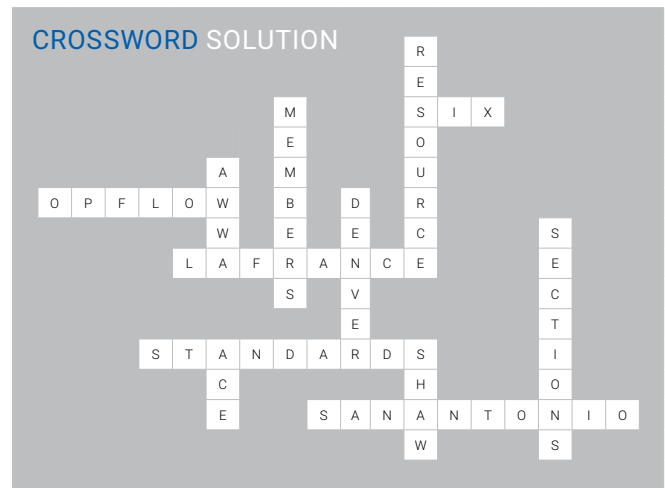 CROSSWORD SOLUTION
R
E
M S I X
E O
A M U
O P F L O W B D R
W E E C S
L A F R A N C E E
S V C
E T
S T A N D A R D S I
C H O
E S A N A N T O N I O
W S